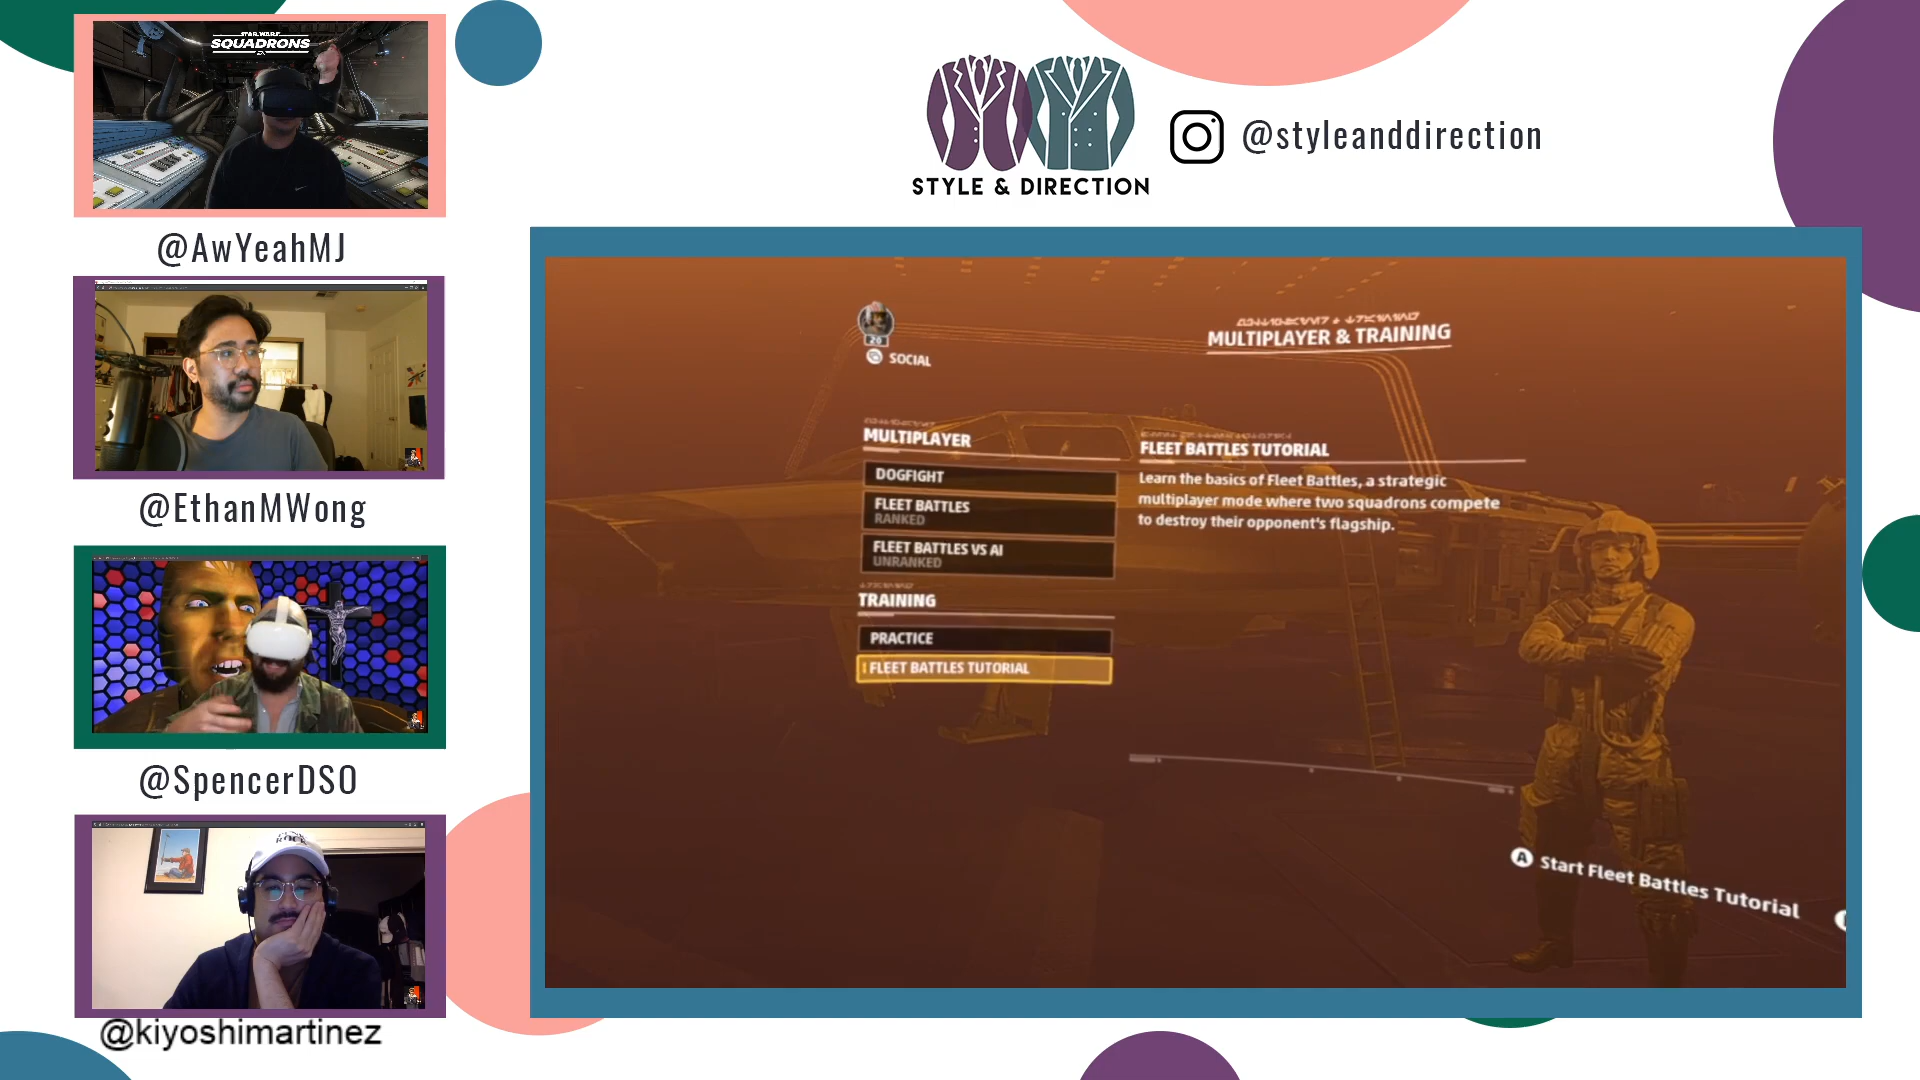 STAR WARS
SQUADRONS
@AwYeahMJ
@EthanMWong
@SpencerDSO
@kiyoshimartinez
STYLE & DIRECTION
@styleanddirection
20
SOCIAL
MULTIPLAYER & TRAINING
MULTIPLAYER
DOGFIGHT
FLEET BATTLES
RANKED
FLEET BATTLES VS AI
UNRANKED
TRAINING
PRACTICE
FLEET BATTLES TUTORIAL
FLEET BATTLES TUTORIAL
Learn the basics of Fleet Battles, a strategic
multiplayer mode where two squadrons compete
to destroy their opponent's flagship.
A Start Fleet Battles Tutorial